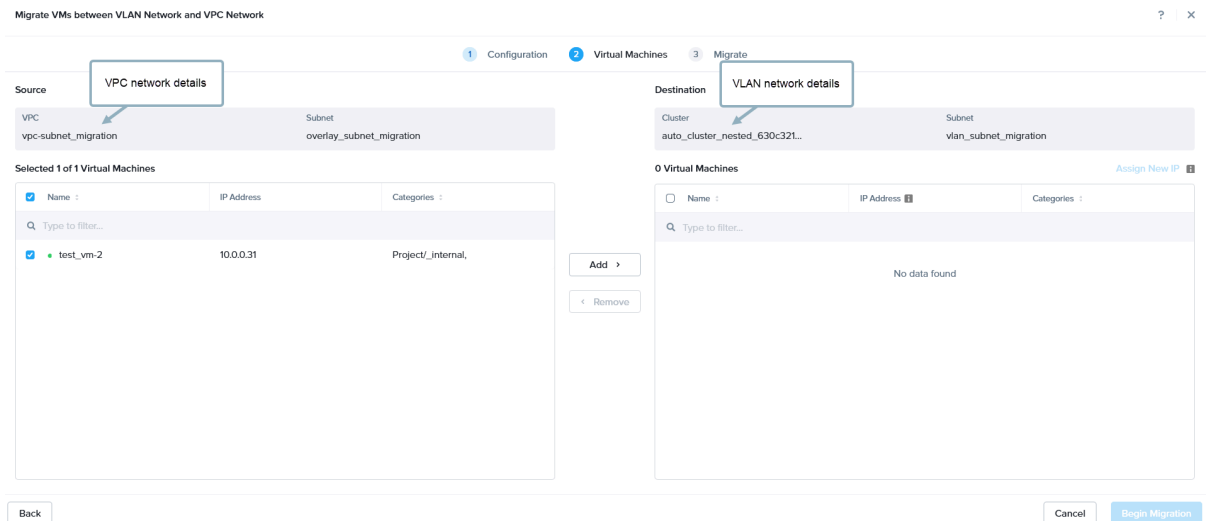 Migrate VMs between VLAN Network and VPC Network
?
1 Configuration 2 Virtual Machines 3 Migrate
VPC network details
VLAN network details
Source
VPC Subnet
vpc-subnet_migration overlay_subnet_migration
Selected 1 of 1 Virtual Machines
Name IP Address Categories
Type to filter...
test_vm-2 10.0.0.31 Project/_internal,
Add >
< Remove
Destination
Cluster Subnet
auto_cluster_nested_630c321... vlan_subnet_migration
0 Virtual Machines Assign New IP
Name IP Address Categories
Type to filter...
No data found
Back Cancel Begin Migration